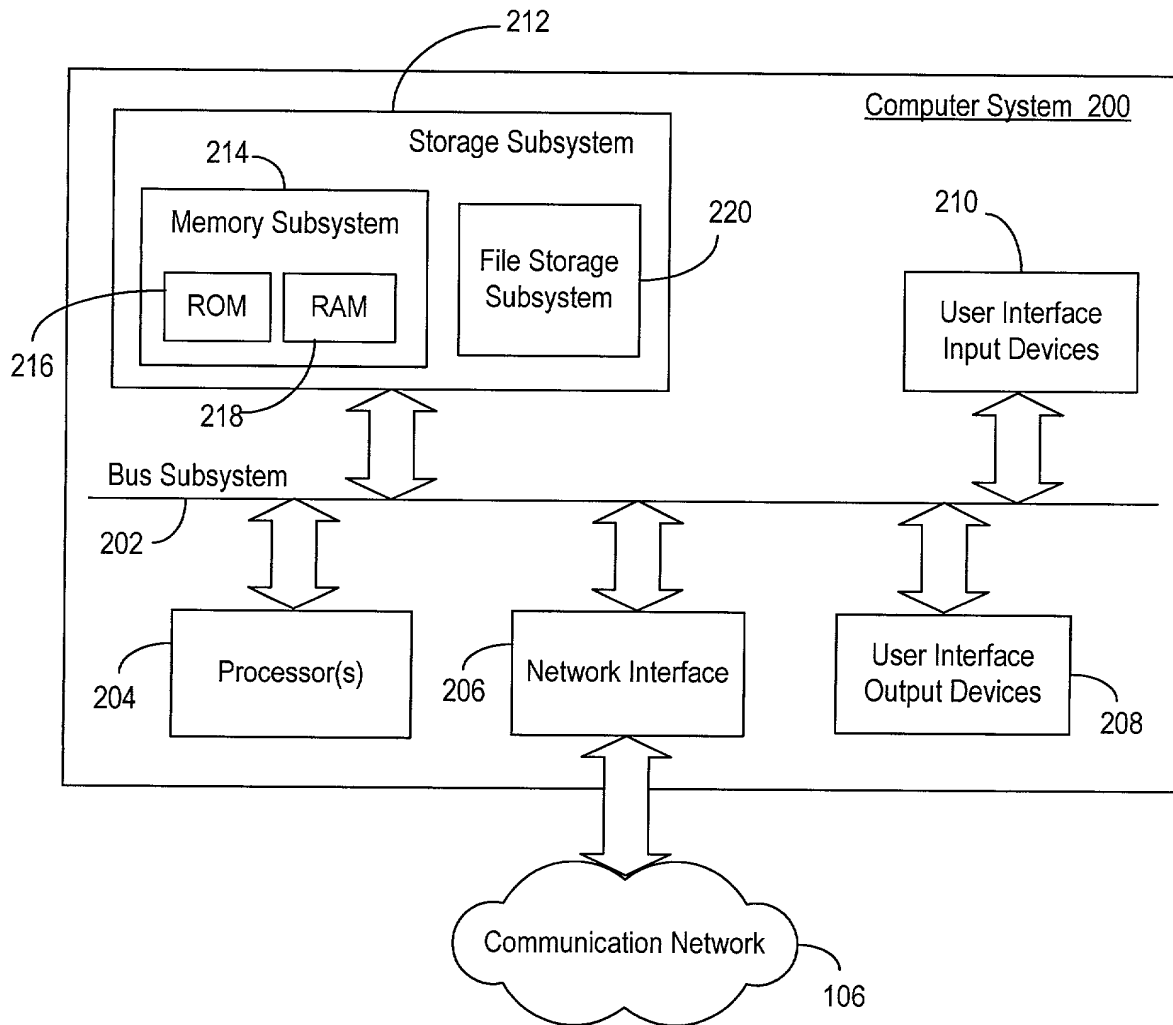 212
Computer System 200
Storage Subsystem
214
Memory Subsystem
220
210
File Storage
Subsystem
ROM
RAM
User Interface
Input Devices
216
218
Bus Subsystem
202
Processor(s)
Network Interface
User Interface
Output Devices
204
206
208
Communication Network
106